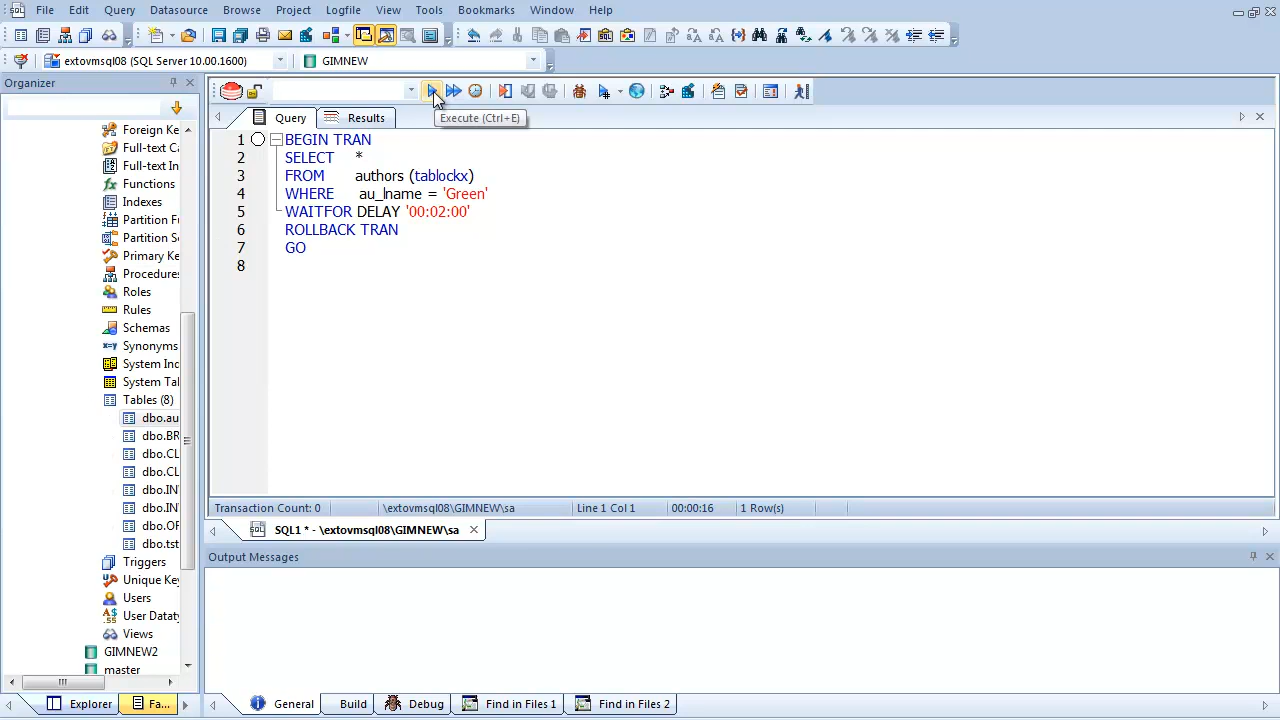 File Edit Query Datasource Browse Project Logfile View Tools Bookmarks Window Help
extovmsql08 (SQL Server 10.00.1600) GIMNEW
Organizer
Query Results Execute (Ctrl+E)
Foreign Ke
Full-text Ca
Full-text In
Functions
Indexes
Partition Fu
Partition Sc
Primary Ke
Procedures
Roles
Rules
Schemas
Synonyms
System Ind
System Tal
Tables (8)
dbo.au
dbo.BR
dbo.CL
dbo.CL
dbo.IN
dbo.IN
dbo.OF
dbo.tst
Triggers
Unique Key
Users
User Dataty
Views
GIMNEW2
master
Explorer Fa...
1 BEGIN TRAN
2 SELECT *
3 FROM authors (tablockx)
4 WHERE au_lname = 'Green'
5 WAITFOR DELAY '00:02:00'
6 ROLLBACK TRAN
7 GO
8
Transaction Count: 0 \extovmsql08\GIMNEW\sa Line 1 Col 1 00:00:16 1 Row(s)
SQL1 * - \extovmsql08\GIMNEW\sa
Output Messages
General Build Debug Find in Files 1 Find in Files 2